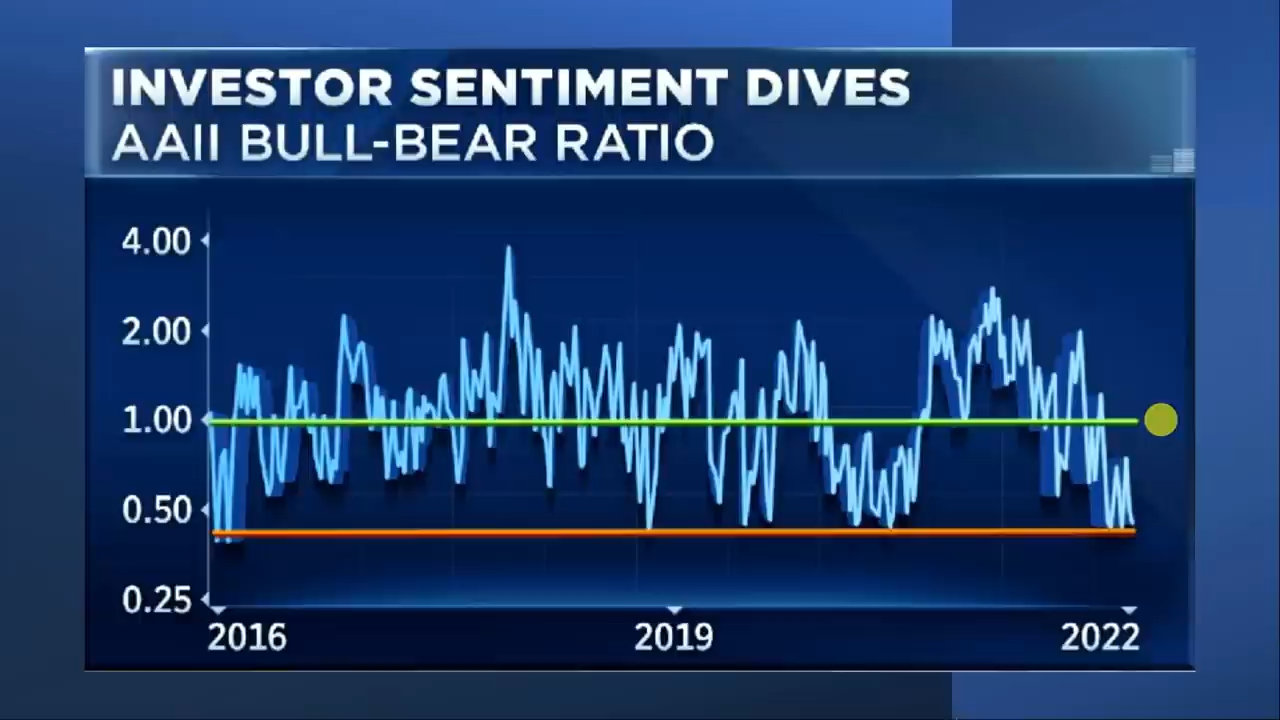 INVESTOR SENTIMENT DIVES
AAII BULL-BEAR RATIO
4.00
2.00
1.00
0.50
0.25
2016 2019 2022